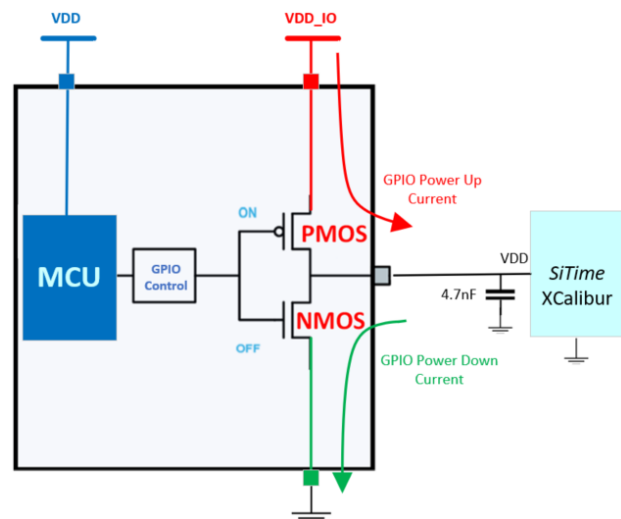 VDD
VDD_IO
GPIO Power Up
Current
ON
PMOS
MCU
GPIO
Control
VDD
SiTime
XCalibur
4.7nF
NMOS
OFF
GPIO Power Down
Current